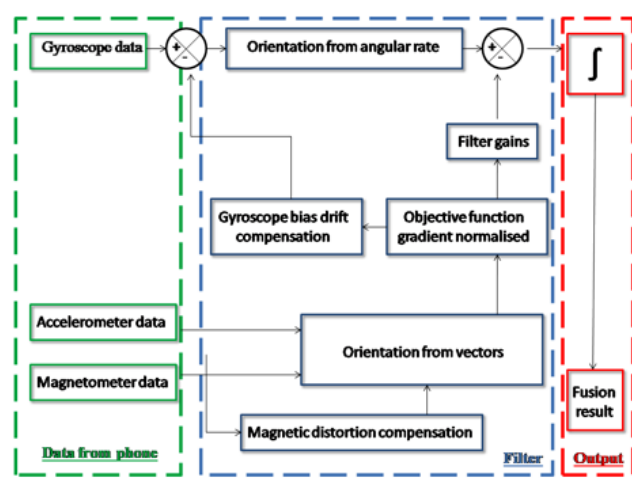 Gyroscope data
+
-
Orientation from angular rate
+
-
∫
Filter gains
Gyroscope bias drift
compensation
Objective function
gradient normalised
Accelerometer data
Orientation from vectors
Magnetometer data
Fusion
result
Magnetic distortion compensation
Data from phone
Filter
Output